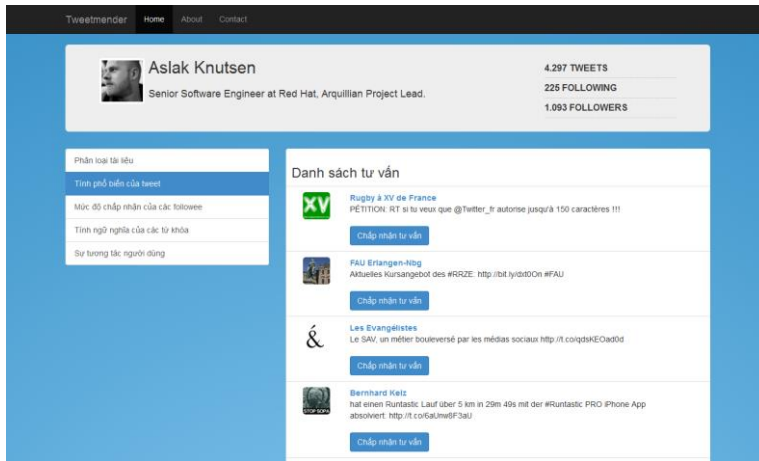 Tweetmender Home About Contact
Aslak Knutsen
Senior Software Engineer at Red Hat, Arquillian Project Lead.
4.297 TWEETS
225 FOLLOWING
1.093 FOLLOWERS
Phân loại tài liệu
Tính phổ biến của tweet
Mức độ chấp nhận của các followee
Tính ngữ nghĩa của các từ khóa
Sự tương tác người dùng
Danh sách tư vấn
XV
Rugby à XV de France
PÉTITION: RT si tu veux que @Twitter_fr autorise jusqu'à 150 caractères !!!
Chấp nhận tư vấn
FAU Erlangen-Nbg
Aktuelles Kursangebot des #RRZE: http://bit.ly/dxt0On #FAU
Chấp nhận tư vấn
&
Les Evangélistes
Le SAV, un métier bouleversé par les médias sociaux http://t.co/qdsKEOad0d
Chấp nhận tư vấn
STOP SOPA
Bernhard Kelz
hat einen Runtastic Lauf über 5 km in 29m 49s mit der #Runtastic PRO iPhone App
absolviert: http://t.co/6aUnw8F3aU
Chấp nhận tư vấn